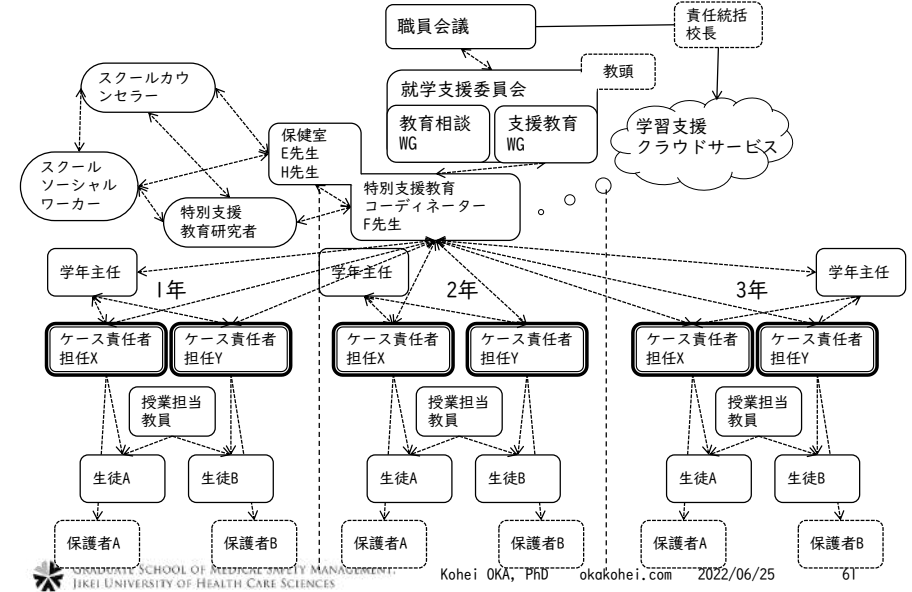 職員会議
責任統括
校長
教頭
就学支援委員会
教育相談
WG
支援教育
WG
学習支援
クラウドサービス
スクールカウ
ンセラー
保健室
E先生
H先生
スクール
ソーシャル
ワーカー
特別支援
教育研究者
特別支援教育
コーディネーター
F先生
学年主任
1年
学年主任
2年
3年
学年主任
ケース責任者
担任X
ケース責任者
担任Y
ケース責任者
担任X
ケース責任者
担任Y
ケース責任者
担任X
ケース責任者
担任Y
授業担当
教員
授業担当
教員
授業担当
教員
生徒A
生徒B
生徒A
生徒B
生徒A
生徒B
保護者A
保護者B
保護者A
保護者B
保護者A
保護者B
GRADUATE SCHOOL OF MEDICAL SAFETY MANAGEMENT,
JIKEI UNIVERSITY OF HEALTH CARE SCIENCES
Kohei OKA, PhD okakohei.com 2022/06/25 61